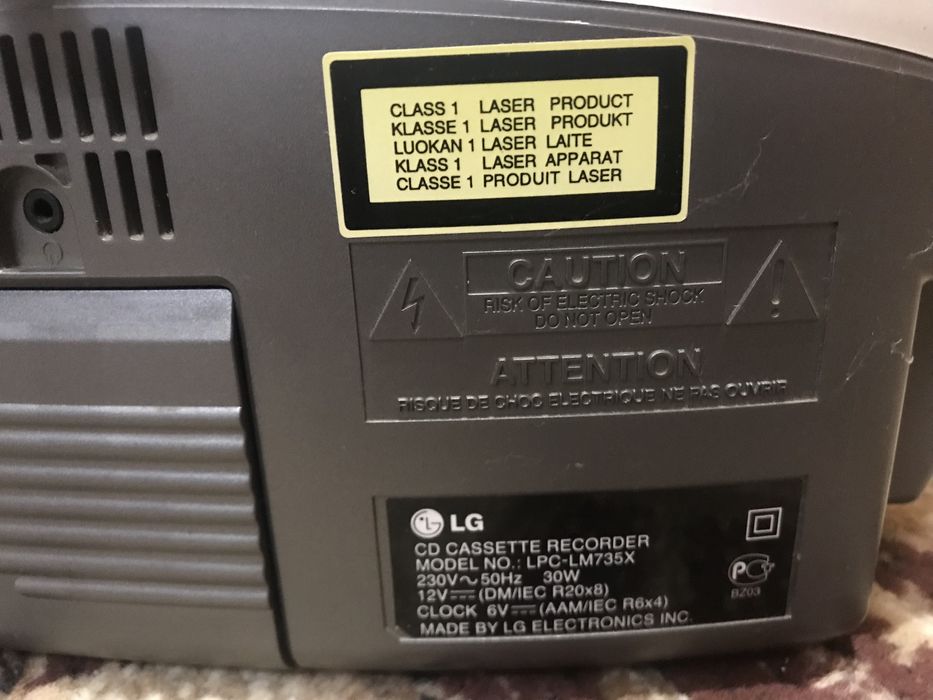 CLASS 1 LASER PRODUCT
KLASSE 1 LASER PRODUKT
LUOKAN 1 LASER LAITE
KLASS 1 LASER APPARAT
CLASSE 1 PRODUIT LASER
CAUTION
RISK OF ELECTRIC SHOCK
DO NOT OPEN
ATTENTION
RISQUE DE CHOC ELECTRIQUE NE PAS OUVRIR
LG
CD CASSETTE RECORDER
MODEL NO.: LPC-LM735X
230V~50Hz 30W
12V⎓(DM/IEC R20x8)
CLOCK 6V⎓(AAM/IEC R6x4)
MADE BY LG ELECTRONICS INC.
РСТ
BZ03